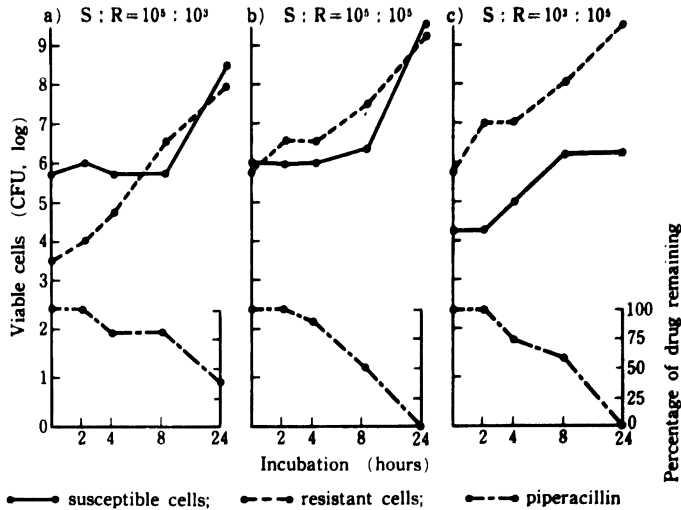 a) S : R = 10⁵ : 10³
b) S : R = 10⁵ : 10⁵
c) S : R = 10³ : 10⁵
Viable cells (CFU, log)
9
8
7
6
5
4
3
2
1
0
100
75
50
25
0
Percentage of drug remaining
2 4 8 24
2 4 8 24
2 4 8 24
Incubation (hours)
susceptible cells; resistant cells; piperacillin